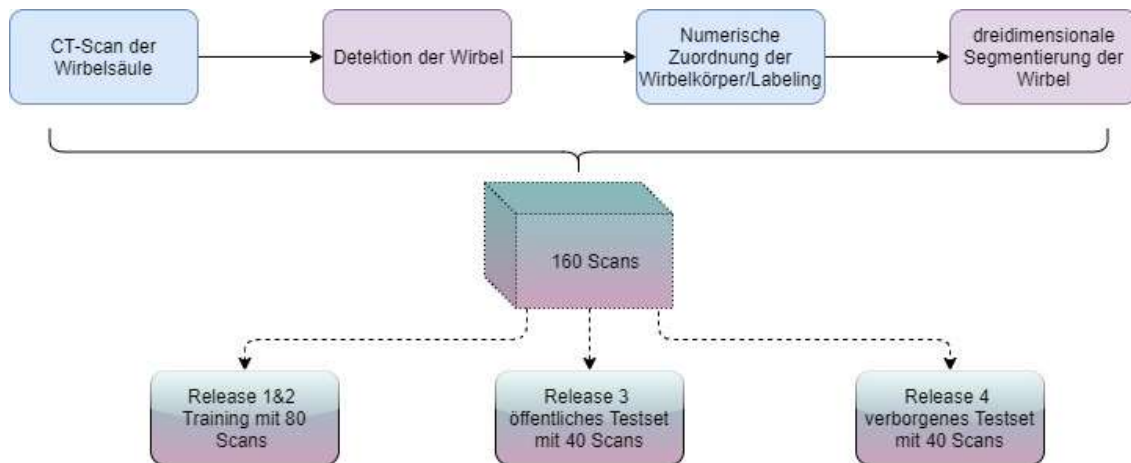 CT-Scan der
Wirbelsäule
Detektion der Wirbel
Numerische
Zuordnung der
Wirbelkörper/Labeling
dreidimensionale
Segmentierung der
Wirbel
160 Scans
Release 1&2
Training mit 80
Scans
Release 3
öffentliches Testset
mit 40 Scans
Release 4
verborgenes Testset
mit 40 Scans